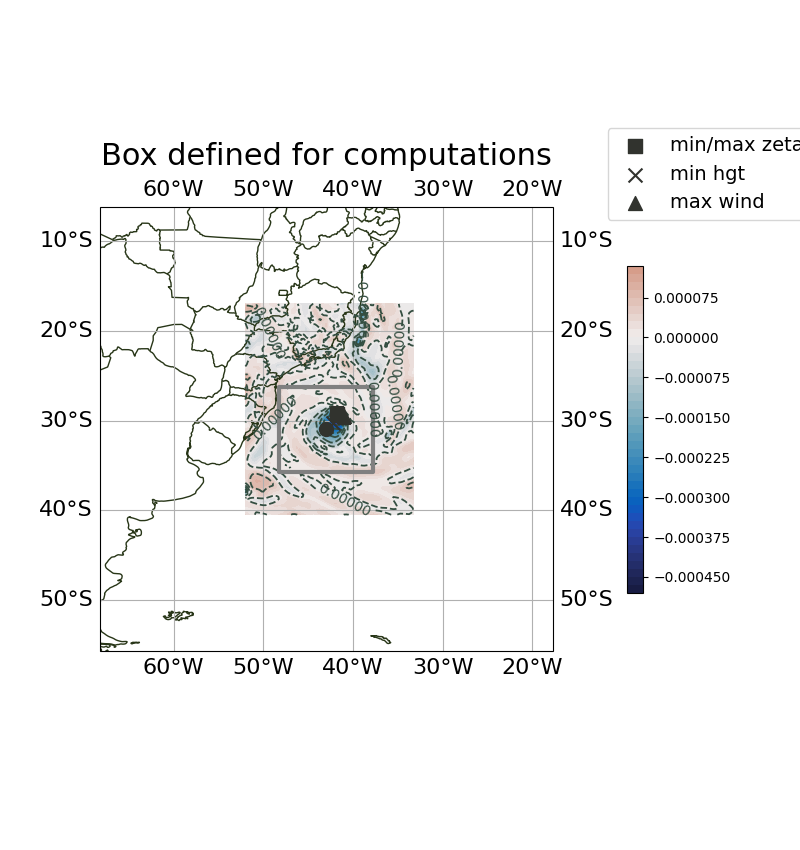 Box defined for computations
min/max zeta
min hgt
max wind
60°W 50°W 40°W 30°W 20°W
10°S 10°S
20°S 20°S
30°S 30°S
40°S 40°S
50°S 50°S
60°W 50°W 40°W 30°W 20°W
0.00000
0.000075
0.000000
−0.000075
−0.000150
−0.000225
−0.000300
−0.000375
−0.000450